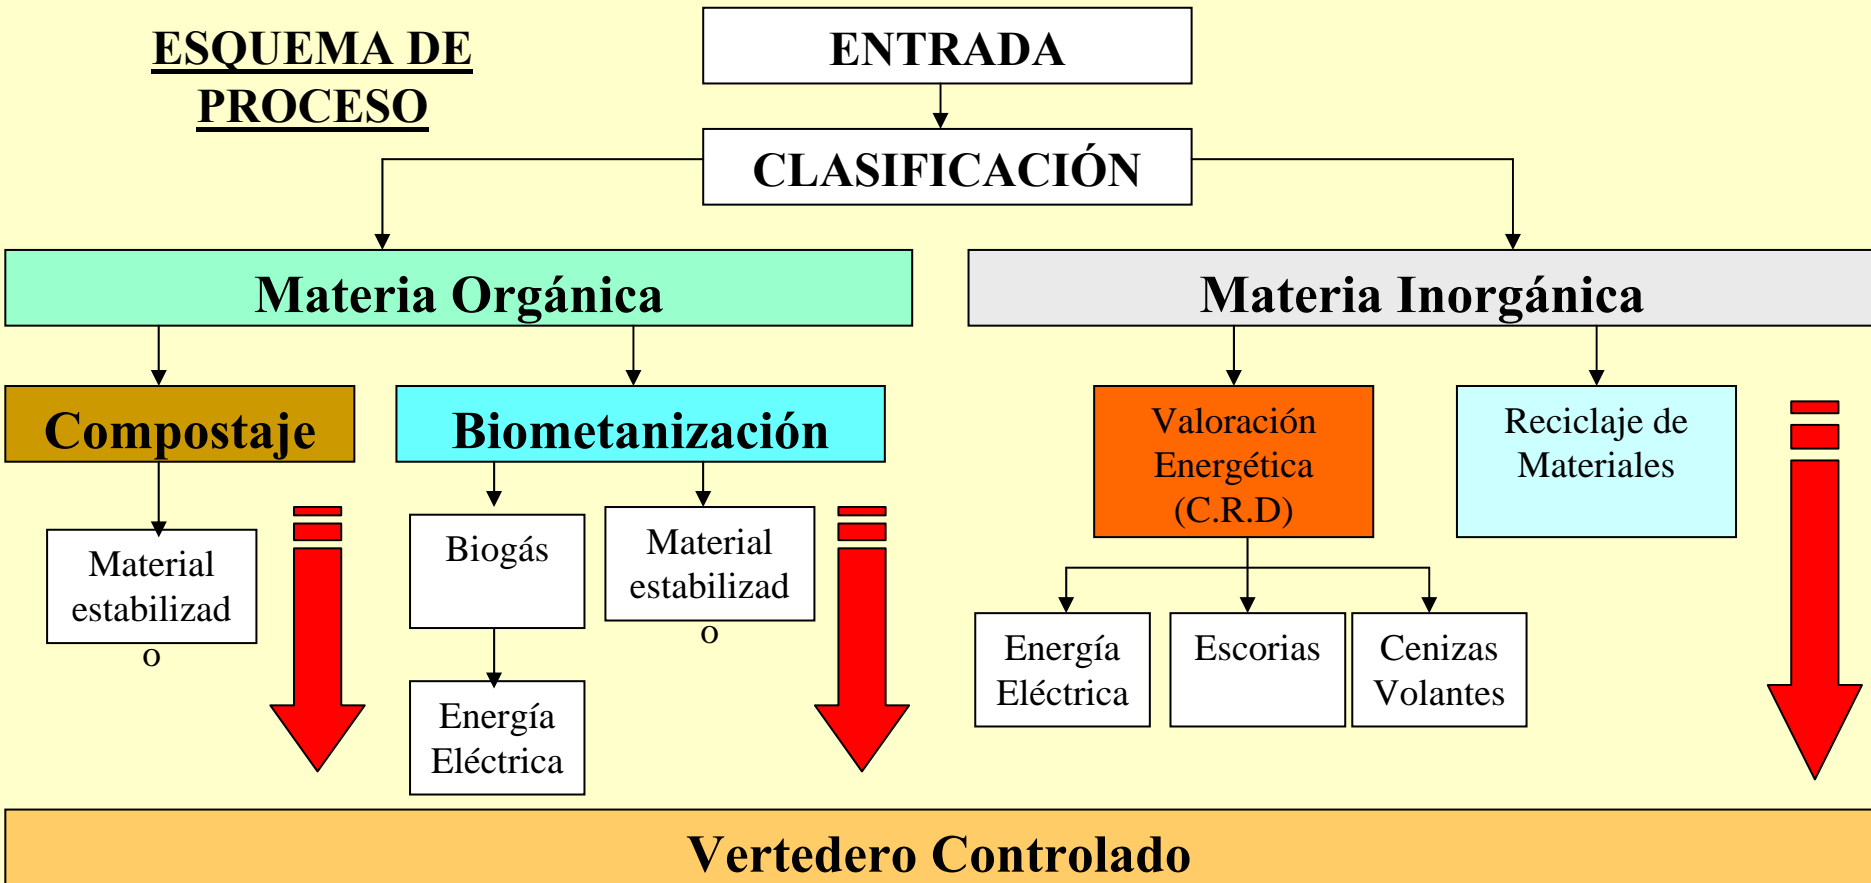 ESQUEMA DE
PROCESO
ENTRADA
CLASIFICACIÓN
Materia Orgánica
Materia Inorgánica
Compostaje
Biometanización
Valoración
Energética
(C.R.D)
Reciclaje de
Materiales
Material
estabilizad
o
Biogás
Material
estabilizad
o
Energía
Eléctrica
Energía
Eléctrica
Escorias
Cenizas
Volantes
Vertedero Controlado